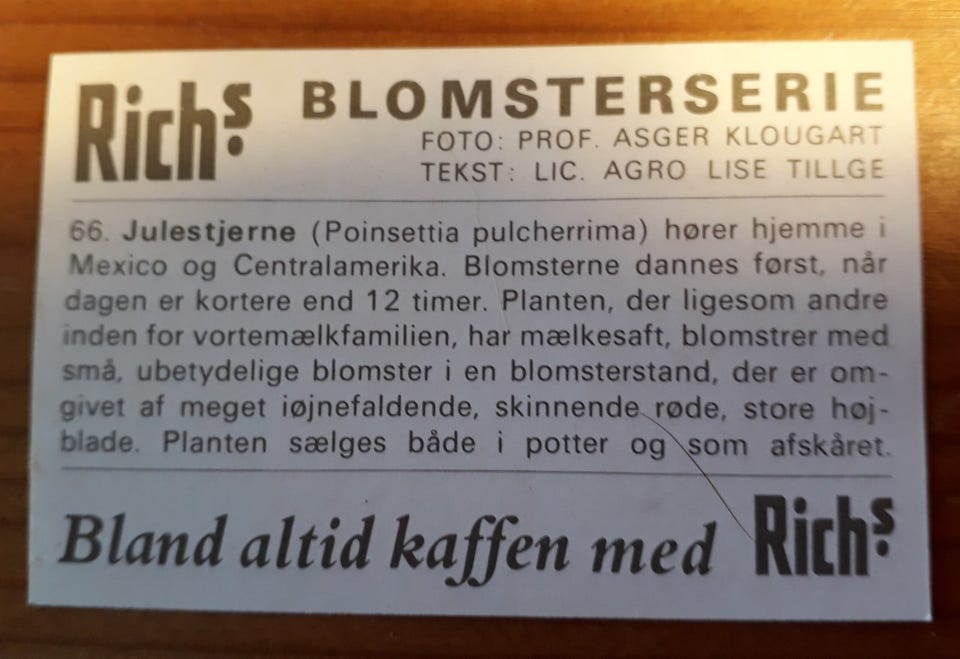 Rich's BLOMSTERSERIE
FOTO: PROF. ASGER KLOUGART
TEKST: LIC. AGRO LISE TILLGE
66. Julestjerne (Poinsettia pulcherrima) hører hjemme i
Mexico og Centralamerika. Blomsterne dannes først, når
dagen er kortere end 12 timer. Planten, der ligesom andre
inden for vortemælkfamilien, har mælkesaft, blomstrer med
små, ubetydelige blomster i en blomsterstand, der er om-
givet af meget iøjnefaldende, skinnende røde, store høj-
blade. Planten sælges både i potter og som afskåret.
Bland altid kaffen med Rich's